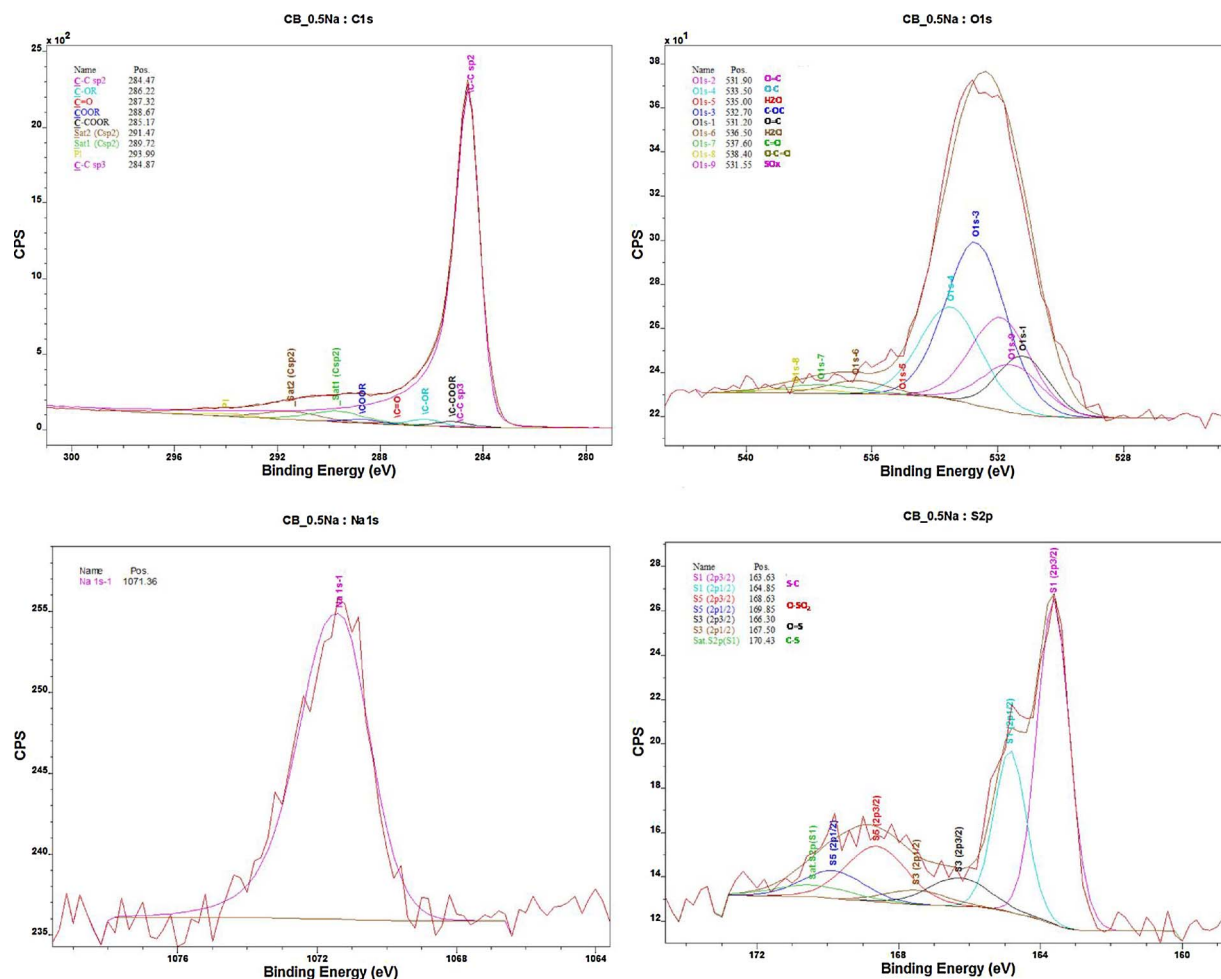 CB_0.5Na : C1s
x 10²
Name Pos.
C-C sp2 284.47
C-OR 286.22
C=O 287.32
COOR 288.67
C-COOR 285.17
Sat2 (Csp2) 291.47
Sat1 (Csp2) 289.72
PI 293.99
C-C sp3 284.87
\C-C sp2
_Sat2 (Csp2)
_Sat1 (Csp2)
\COOR
\C=O
\C-OR
\C-COOR
\C-C sp3
PI
25
20
15
10
5
0
CPS
300 296 292 288 284 280
Binding Energy (eV)
CB_0.5Na : O1s
x 10¹
Name Pos.
O1s-2 531.90 O=C
O1s-4 533.50 O-C
O1s-5 535.00 H2O
O1s-3 532.70 C-OC
O1s-1 531.20 O=C
O1s-6 536.50 H2O
O1s-7 537.60 C=O
O1s-8 538.40 O-C=O
O1s-9 531.55 SOx
O1s-3
O1s-4
O1s-9
O1s-1
O1s-8
O1s-7
O1s-6
O1s-5
38
36
34
30
28
26
24
22
CPS
540 536 532 528
Binding Energy (eV)
CB_0.5Na : Na1s
Name Pos.
Na 1s-1 1071.36
Na 1s-1
255
250
245
240
235
CPS
1076 1072 1068 1064
Binding Energy (eV)
CB_0.5Na : S2p
Name Pos.
S1 (2p3/2) 163.63
S1 (2p1/2) 164.85
S5 (2p3/2) 168.63
S5 (2p1/2) 169.85
S3 (2p3/2) 166.30
S3 (2p1/2) 167.50
Sat.S2p(S1) 170.43
S-C
O-SO₂
O=S
C-S
S1 (2p3/2)
S1 (2p1/2)
Sat.S2p(S1)
S5 (2p1/2)
S5 (2p3/2)
S3 (2p1/2)
S3 (2p3/2)
28
26
24
22
20
18
16
14
12
CPS
172 168 164 160
Binding Energy (eV)